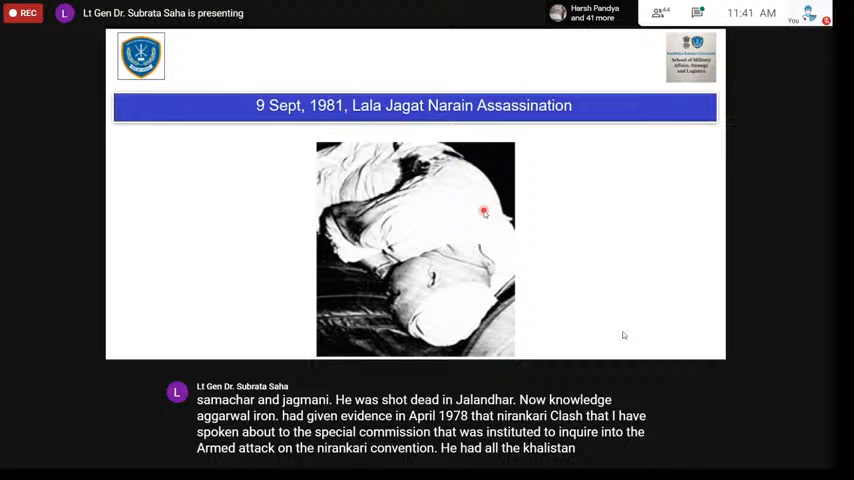 REC
L
Lt Gen Dr. Subrata Saha is presenting
Harsh Pandya
and 41 more
44
11:41 AM
You
School of Military
Affairs, Strategy
and Logistics
9 Sept, 1981, Lala Jagat Narain Assassination
L
Lt Gen Dr. Subrata Saha
samachar and jagmani. He was shot dead in Jalandhar. Now knowledge
aggarwal iron. had given evidence in April 1978 that nirankari Clash that I have
spoken about to the special commission that was instituted to inquire into the
Armed attack on the nirankari convention. He had all the khalistan